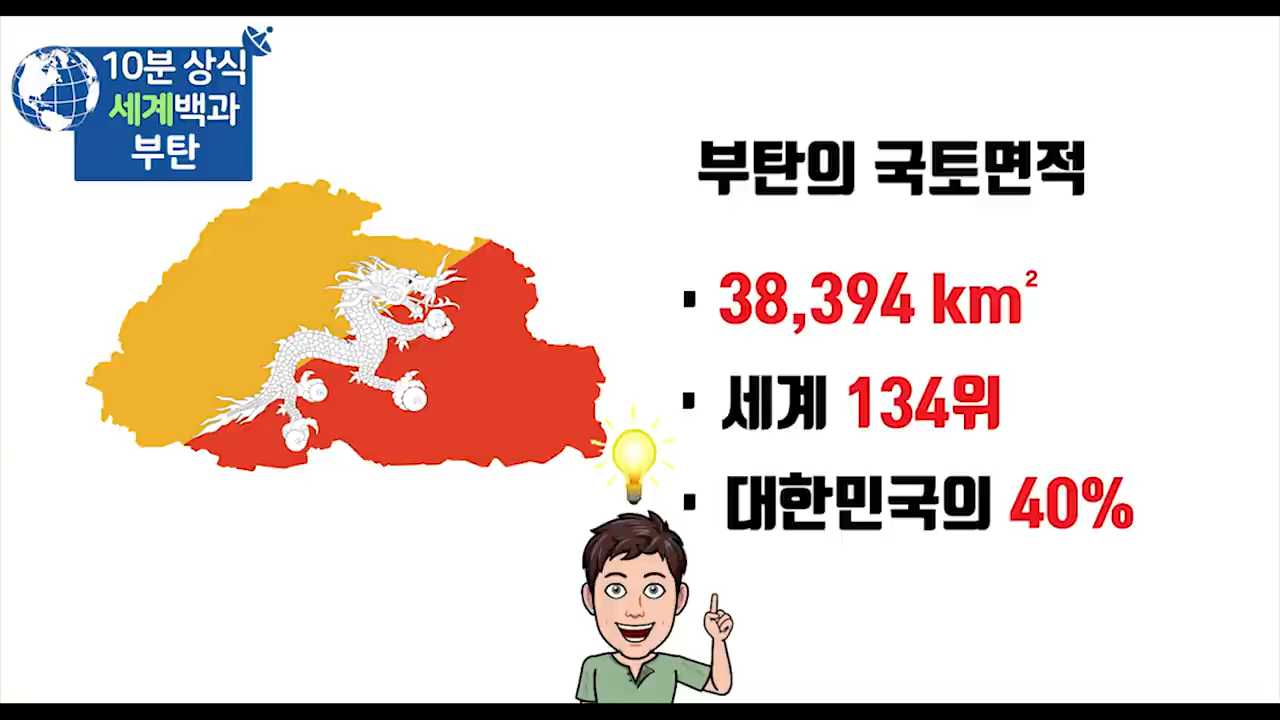 10분 상식
세계백과
부탄
부탄의 국토면적
· 38,394 km²
· 세계 134위
· 대한민국의 40%